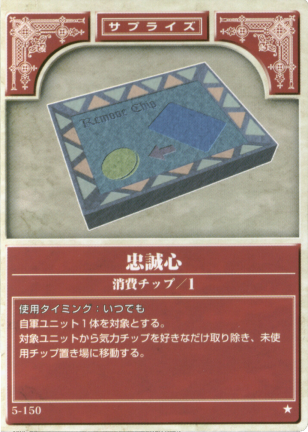 サプライズ
Remove Chip
忠誠心
消費チップ／1
使用タイミング：いつでも
自軍ユニット1体を対象とする。
対象ユニットから気力チップを好きなだけ取り除き、未使
用チップ置き場に移動する。
5-150
★